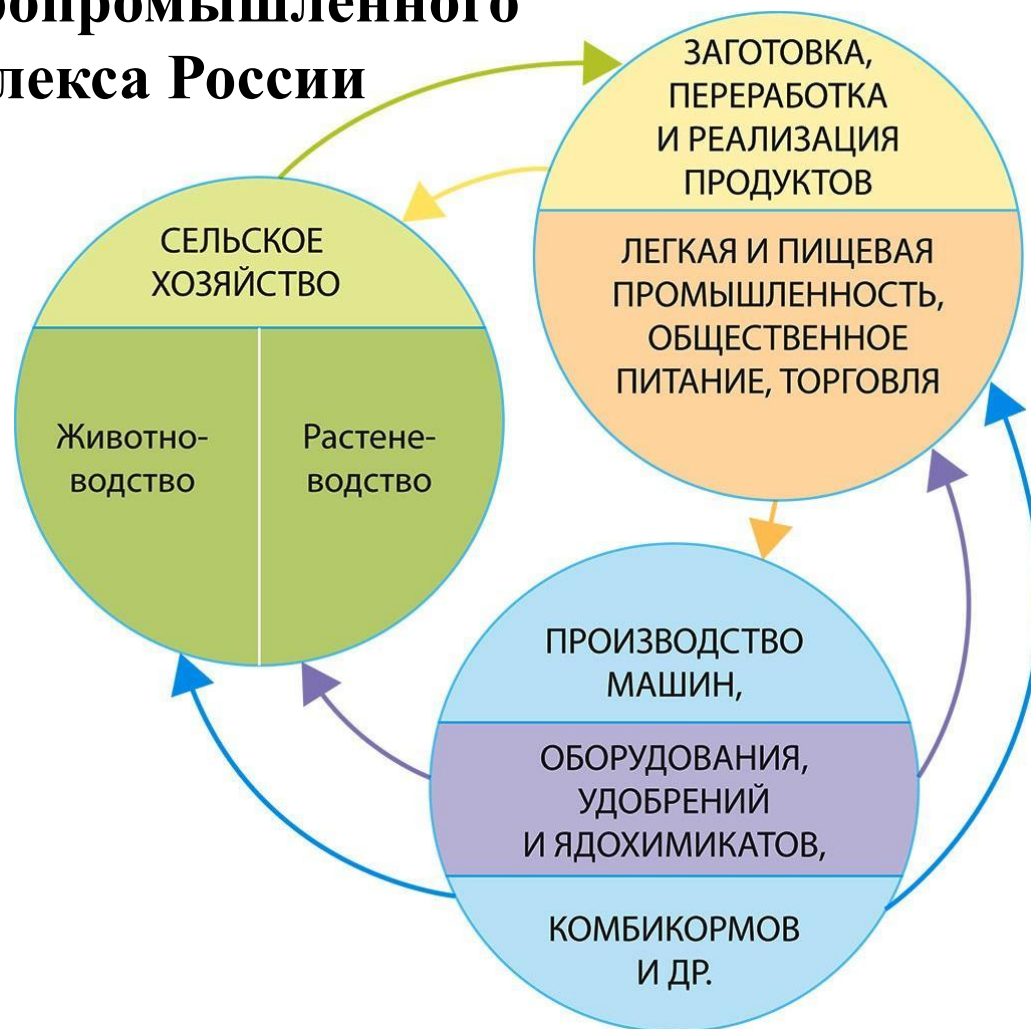 опромышленного
лекса России
ЗАГОТОВКА,
ПЕРЕРАБОТКА
И РЕАЛИЗАЦИЯ
ПРОДУКТОВ
ЛЕГКАЯ И ПИЩЕВАЯ
ПРОМЫШЛЕННОСТЬ,
ОБЩЕСТВЕННОЕ
ПИТАНИЕ, ТОРГОВЛЯ
СЕЛЬСКОЕ
ХОЗЯЙСТВО
Животно-
водство
Растене-
водство
ПРОИЗВОДСТВО
МАШИН,
ОБОРУДОВАНИЯ,
УДОБРЕНИЙ
И ЯДОХИМИКАТОВ,
КОМБИКОРМОВ
И ДР.